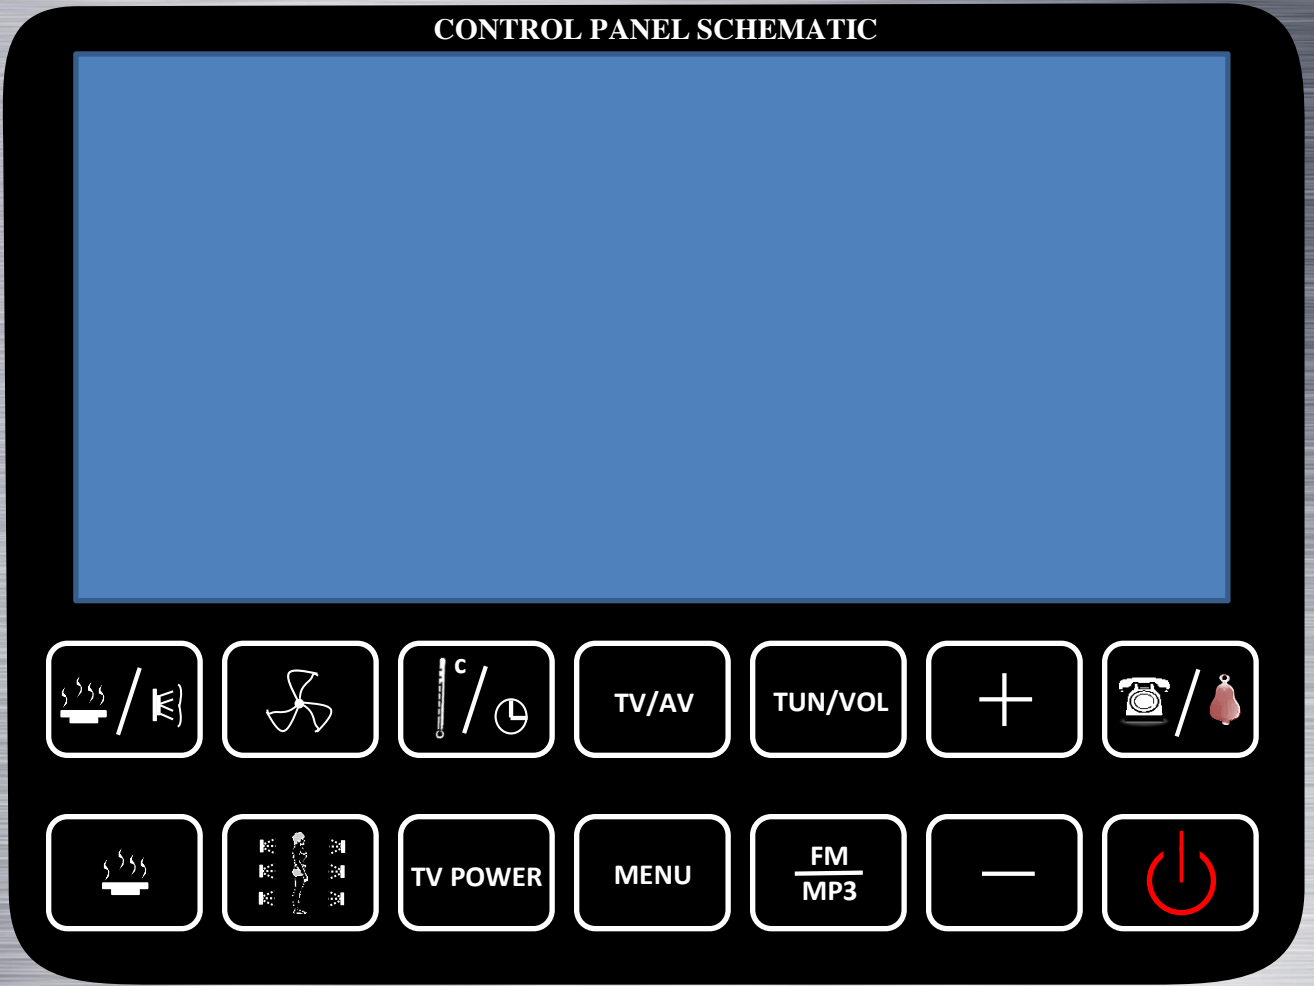 CONTROL PANEL SCHEMATIC
C
TV/AV
TUN/VOL
TV POWER
MENU
FM
MP3